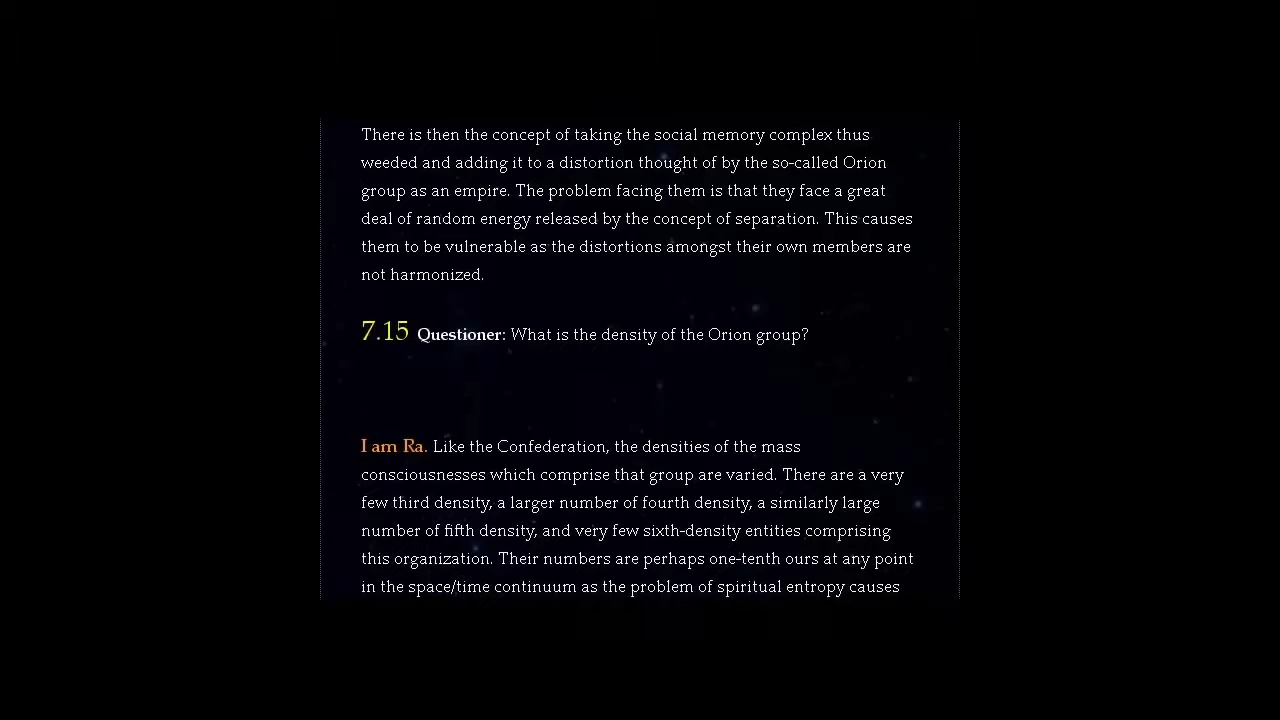 There is then the concept of taking the social memory complex thus
weeded and adding it to a distortion thought of by the so-called Orion
group as an empire. The problem facing them is that they face a great
deal of random energy released by the concept of separation. This causes
them to be vulnerable as the distortions amongst their own members are
not harmonized.
7.15 Questioner: What is the density of the Orion group?
I am Ra. Like the Confederation, the densities of the mass
consciousnesses which comprise that group are varied. There are a very
few third density, a larger number of fourth density, a similarly large
number of fifth density, and very few sixth-density entities comprising
this organization. Their numbers are perhaps one-tenth ours at any point
in the space/time continuum as the problem of spiritual entropy causes